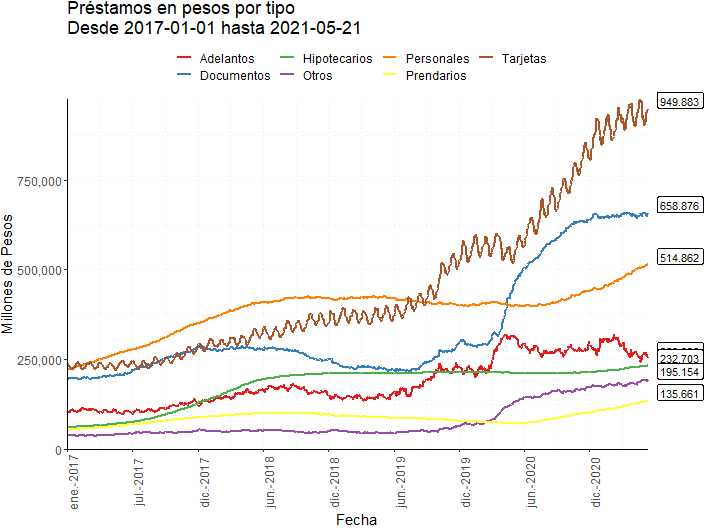 Préstamos en pesos por tipo
Desde 2017-01-01 hasta 2021-05-21
Adelantos
Hipotecarios
Personales
Tarjetas
Documentos
Otros
Prendarios
Millones de Pesos
750,000
500,000
250,000
0
949.883
658.876
514.862
232.703
195.154
135.661
ene.-2017
jul.-2017
dic.-2017
jun.-2018
dic.-2018
jun.-2019
dic.-2019
jun.-2020
dic.-2020
Fecha